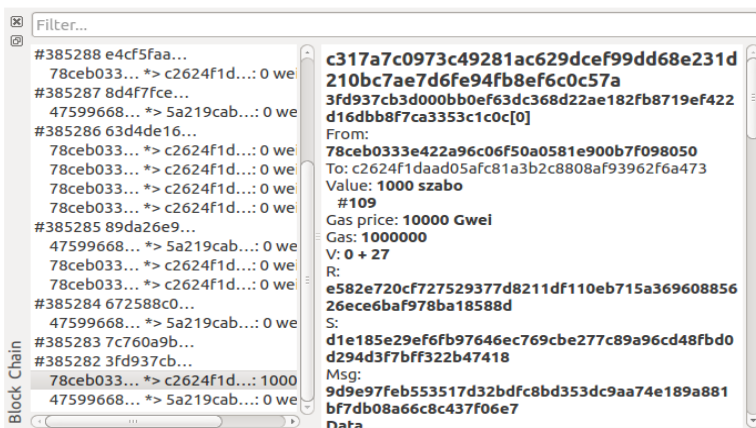 Filter...
#385288 e4cf5faa...
78ceb033... *> c2624f1d...: 0 wei
#385287 8d4f7fce...
47599668... *> 5a219cab...: 0 we
#385286 63d4de16...
78ceb033... *> c2624f1d...: 0 wei
78ceb033... *> c2624f1d...: 0 wei
78ceb033... *> c2624f1d...: 0 wei
78ceb033... *> c2624f1d...: 0 wei
#385285 89da26e9...
47599668... *> 5a219cab...: 0 we
78ceb033... *> c2624f1d...: 0 wei
78ceb033... *> c2624f1d...: 0 wei
#385284 672588c0...
47599668... *> 5a219cab...: 0 we
#385283 7c760a9b...
#385282 3fd937cb...
78ceb033... *> c2624f1d...: 1000
47599668... *> 5a219cab...: 0 we
Block Chain
c317a7c0973c49281ac629dcef99dd68e231d
210bc7ae7d6fe94fb8ef6c0c57a
3fd937cb3d000bb0ef63dc368d22ae182fb8719ef422
d16dbb8f7ca3353c1c0c[0]
From:
78ceb0333e422a96c06f50a0581e900b7f098050
To: c2624f1daad05afc81a3b2c8808af93962f6a473
Value: 1000 szabo
#109
Gas price: 10000 Gwei
Gas: 1000000
V: 0 + 27
R:
e582e720cf727529377d8211df110eb715a369608856
26ece6baf978ba18588d
S:
d1e185e29ef6fb97646ec769cbe277c89a96cd48fbd0
d294d3f7bff322b47418
Msg:
9d9e97feb553517d32bdfc8bd353dc9aa74e189a881
bf7db08a66c8c437f06e7
Data